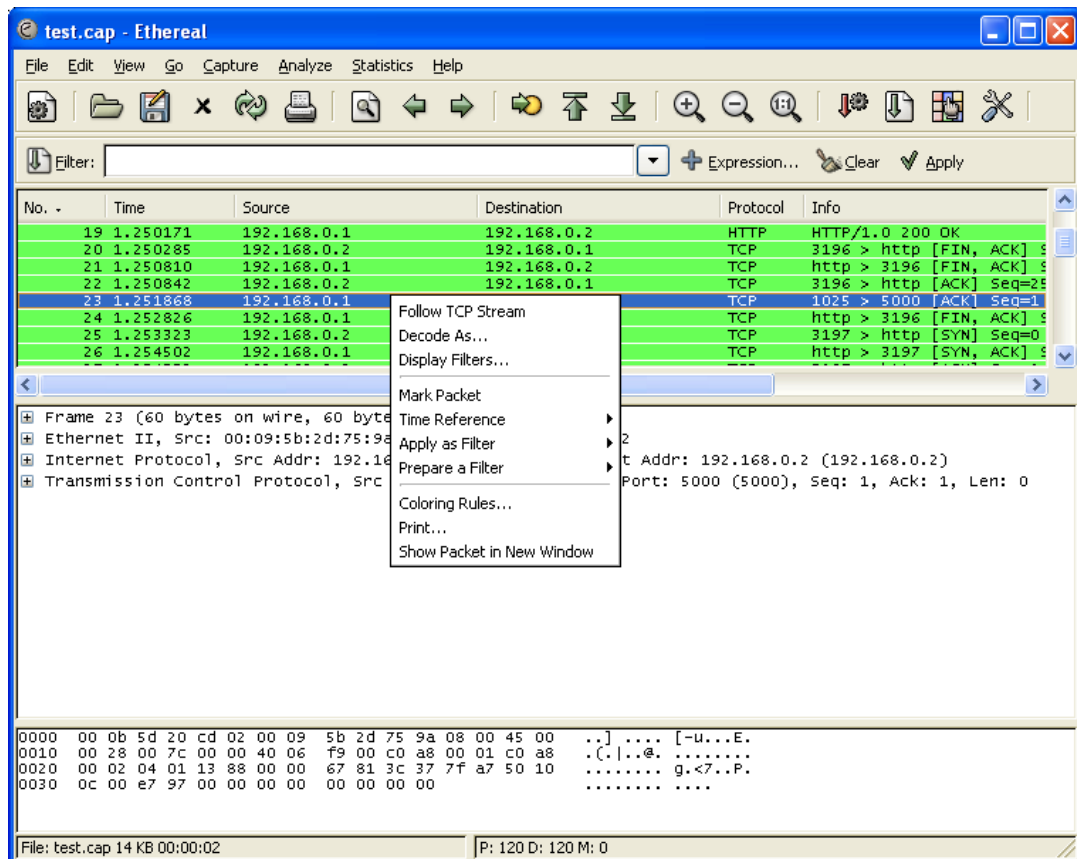 test.cap - Ethereal
File Edit View Go Capture Analyze Statistics Help
Filter: Expression... Clear Apply
No. Time Source Destination Protocol Info
19 1.250171 192.168.0.1 192.168.0.2 HTTP HTTP/1.0 200 OK
20 1.250285 192.168.0.2 192.168.0.1 TCP 3196 > http [FIN, ACK] S
21 1.250810 192.168.0.1 192.168.0.2 TCP http > 3196 [FIN, ACK] S
22 1.250842 192.168.0.2 192.168.0.1 TCP 3196 > http [ACK] Seq=25
23 1.251868 192.168.0.1 TCP 1025 > 5000 [ACK] Seq=1
24 1.252826 192.168.0.1 TCP http > 3196 [FIN, ACK] S
25 1.253323 192.168.0.2 TCP 3197 > http [SYN] Seq=0
26 1.254502 192.168.0.1 TCP http > 3197 [SYN, ACK] S
Follow TCP Stream
Decode As...
Display Filters...
Mark Packet
Time Reference
Apply as Filter
Prepare a Filter
Coloring Rules...
Print...
Show Packet in New Window
Frame 23 (60 bytes on wire, 60 byte
Ethernet II, Src: 00:09:5b:2d:75:9a 2
Internet Protocol, Src Addr: 192.16 t Addr: 192.168.0.2 (192.168.0.2)
Transmission Control Protocol, Src Port: 5000 (5000), Seq: 1, Ack: 1, Len: 0
0000 00 0b 5d 20 cd 02 00 09 5b 2d 75 9a 08 00 45 00 ..] .... [-u...E.
0010 00 28 00 7c 00 00 40 06 f9 00 c0 a8 00 01 c0 a8 .(.|..@. ........
0020 00 02 04 01 13 88 00 00 67 81 3c 37 7f a7 50 10 ........ g.<7..P.
0030 0c 00 e7 97 00 00 00 00 00 00 00 00 ........ ....
File: test.cap 14 KB 00:00:02 P: 120 D: 120 M: 0